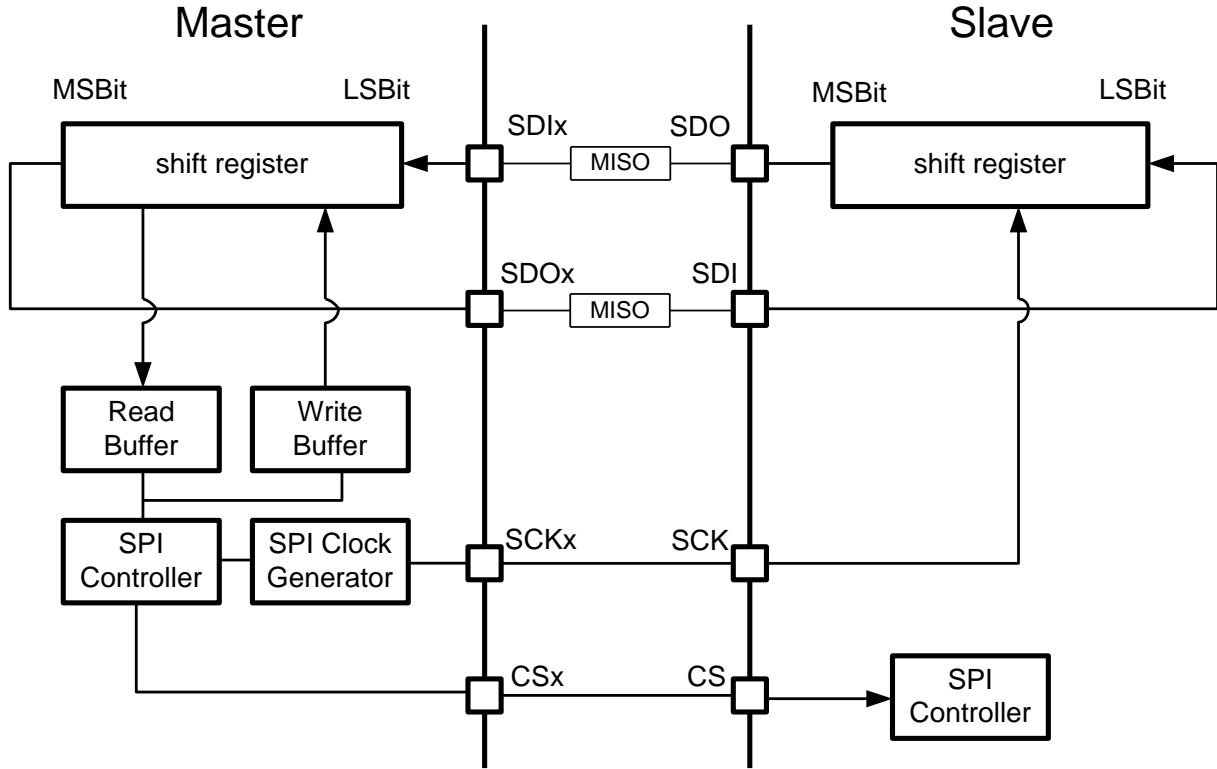 Master
Slave
MSBit
LSBit
MSBit
LSBit
SDIx
SDO
shift register
MISO
shift register
SDOx
SDI
MISO
Read
Buffer
Write
Buffer
SPI
Controller
SPI Clock
Generator
SCKx
SCK
CSx
CS
SPI
Controller